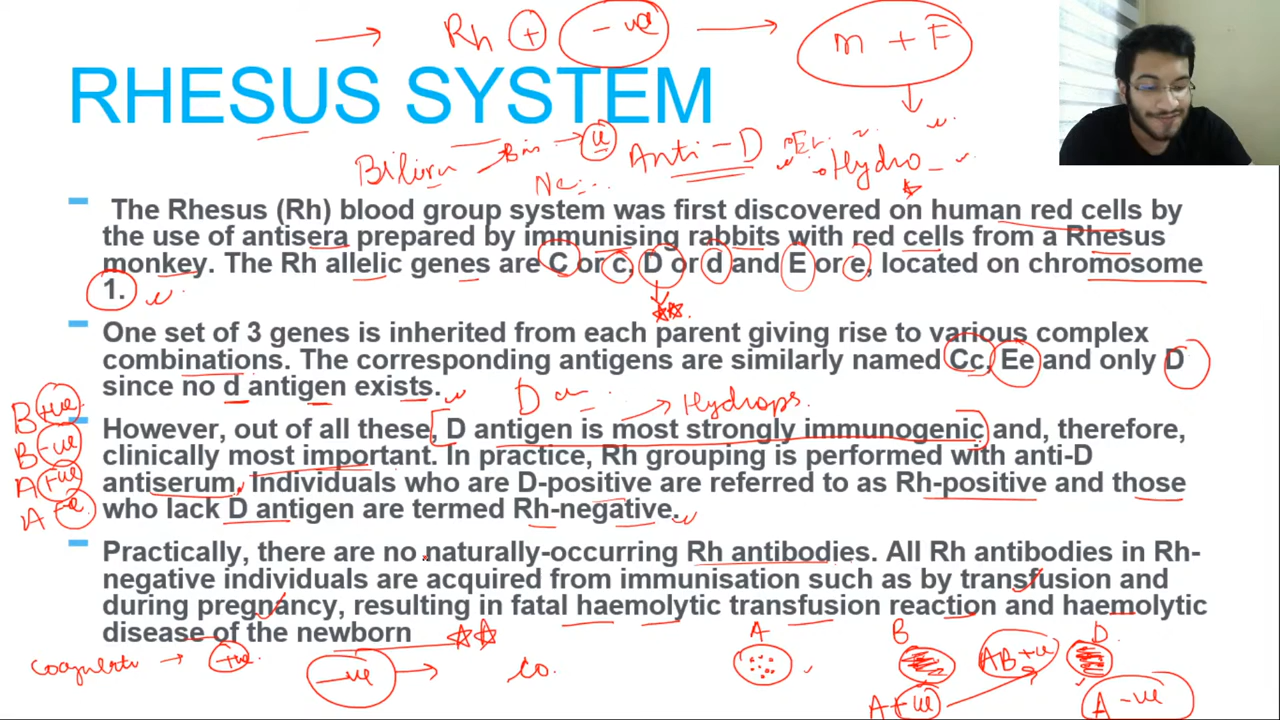 → Rh + -ve → m + F
RHESUS SYSTEM
Anti-D
Hydro
The Rhesus (Rh) blood group system was first discovered on human red cells by
the use of antisera prepared by immunising rabbits with red cells from a Rhesus
monkey. The Rh allelic genes are C or c, D or d and E or e, located on chromosome
1.
One set of 3 genes is inherited from each parent giving rise to various complex
combinations. The corresponding antigens are similarly named Cc, Ee and only D
since no d antigen exists.
D
Hydrops
B +ve
B -ve
A +ve
A -ve
However, out of all these, D antigen is most strongly immunogenic and, therefore,
clinically most important. In practice, Rh grouping is performed with anti-D
antiserum. Individuals who are D-positive are referred to as Rh-positive and those
who lack D antigen are termed Rh-negative.
Practically, there are no naturally-occurring Rh antibodies. All Rh antibodies in Rh-
negative individuals are acquired from immunisation such as by transfusion and
during pregnancy, resulting in fatal haemolytic transfusion reaction and haemolytic
disease of the newborn
A B D
→ +ve
-ve → co.
AB +ve
A +ve
A -ve